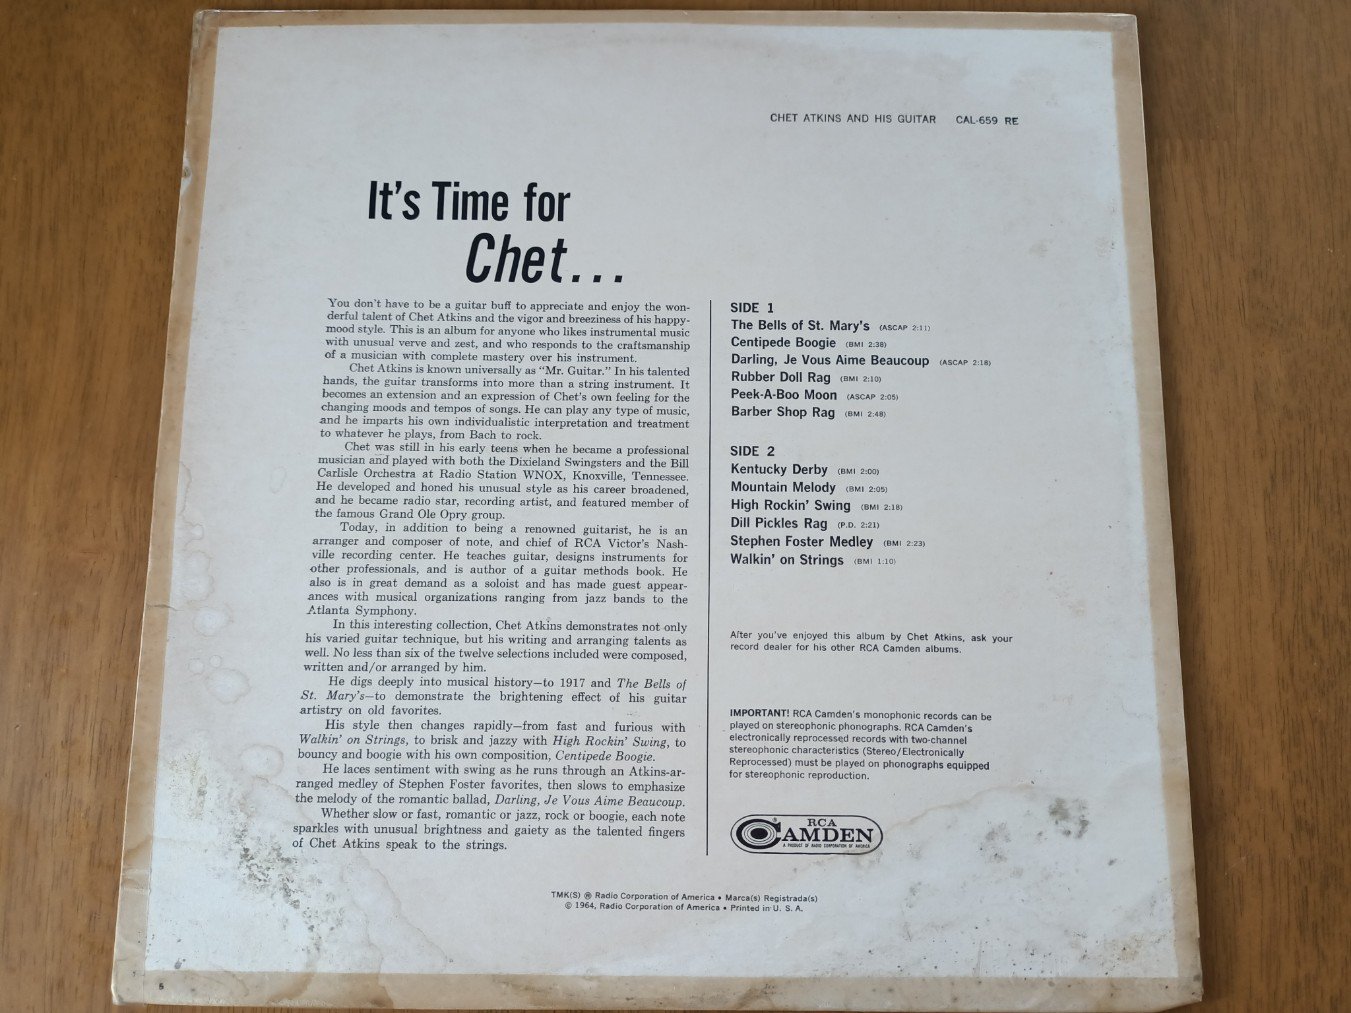 CHET ATKINS AND HIS GUITAR CAL-659 RE
It's Time for
Chet...
You don't have to be a guitar buff to appreciate and enjoy the won-
derful talent of Chet Atkins and the vigor and breeziness of his happy-
mood style. This is an album for anyone who likes instrumental music
with unusual verve and zest, and who responds to the craftsmanship
of a musician with complete mastery over his instrument.
Chet Atkins is known universally as "Mr. Guitar." In his talented
hands, the guitar transforms into more than a string instrument. It
becomes an extension and an expression of Chet's own feeling for the
changing moods and tempos of songs. He can play any type of music,
and he imparts his own individualistic interpretation and treatment
to whatever he plays, from Bach to rock.
Chet was still in his early teens when he became a professional
musician and played with both the Dixieland Swingsters and the Bill
Carlisle Orchestra at Radio Station WNOX, Knoxville, Tennessee.
He developed and honed his unusual style as his career broadened,
and he became radio star, recording artist, and featured member of
the famous Grand Ole Opry group.
Today, in addition to being a renowned guitarist, he is an
arranger and composer of note, and chief of RCA Victor's Nash-
ville recording center. He teaches guitar, designs instruments for
other professionals, and is author of a guitar methods book. He
also is in great demand as a soloist and has made guest appear-
ances with musical organizations ranging from jazz bands to the
Atlanta Symphony.
In this interesting collection, Chet Atkins demonstrates not only
his varied guitar technique, but his writing and arranging talents as
well. No less than six of the twelve selections included were composed,
written and/or arranged by him.
He digs deeply into musical history—to 1917 and The Bells of
St. Mary's—to demonstrate the brightening effect of his guitar
artistry on old favorites.
His style then changes rapidly—from fast and furious with
Walkin' on Strings, to brisk and jazzy with High Rockin' Swing, to
bouncy and boogie with his own composition, Centipede Boogie.
He laces sentiment with swing as he runs through an Atkins-ar-
ranged medley of Stephen Foster favorites, then slows to emphasize
the melody of the romantic ballad, Darling, Je Vous Aime Beaucoup.
Whether slow or fast, romantic or jazz, rock or boogie, each note
sparkles with unusual brightness and gaiety as the talented fingers
of Chet Atkins speak to the strings.
SIDE 1
The Bells of St. Mary's (ASCAP 2:11)
Centipede Boogie (BMI 2:38)
Darling, Je Vous Aime Beaucoup (ASCAP 2:18)
Rubber Doll Rag (BMI 2:10)
Peek-A-Boo Moon (ASCAP 2:05)
Barber Shop Rag (BMI 2:48)
SIDE 2
Kentucky Derby (BMI 2:00)
Mountain Melody (BMI 2:05)
High Rockin' Swing (BMI 2:18)
Dill Pickles Rag (P.D. 2:21)
Stephen Foster Medley (BMI 2:23)
Walkin' on Strings (BMI 1:10)
After you've enjoyed this album by Chet Atkins, ask your
record dealer for his other RCA Camden albums.
IMPORTANT! RCA Camden's monophonic records can be
played on stereophonic phonographs. RCA Camden's
electronically reprocessed records with two-channel
stereophonic characteristics (Stereo/Electronically
Reprocessed) must be played on phonographs equipped
for stereophonic reproduction.
RCA
CAMDEN
A PRODUCT OF RADIO CORPORATION OF AMERICA
TMK(S) ® Radio Corporation of America • Marca(s) Registrada(s)
© 1964, Radio Corporation of America • Printed in U. S. A.
5